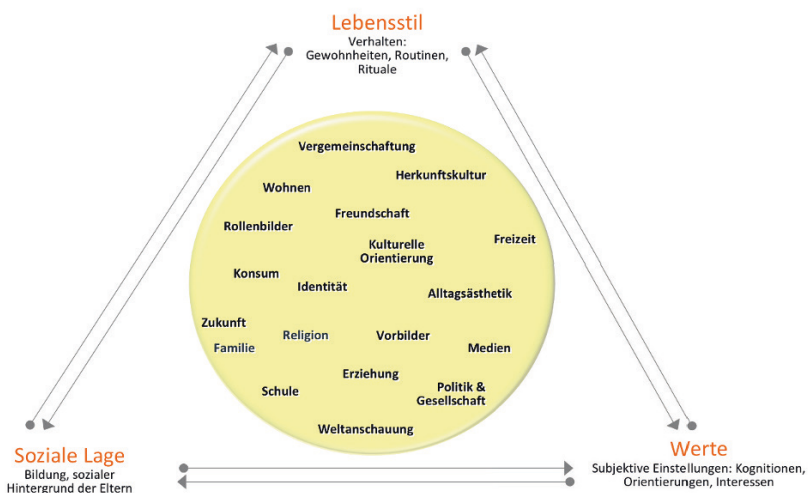 Lebensstil
Verhalten:
Gewohnheiten, Routinen,
Rituale
Vergemeinschaftung
Herkunftskultur
Wohnen
Freundschaft
Rollenbilder
Freizeit
Kulturelle
Orientierung
Konsum
Identität
Alltagsästhetik
Zukunft
Familie
Religion
Vorbilder
Medien
Erziehung
Schule
Politik &
Gesellschaft
Weltanschauung
Soziale Lage
Bildung, sozialer
Hintergrund der Eltern
Werte
Subjektive Einstellungen: Kognitionen,
Orientierungen, Interessen